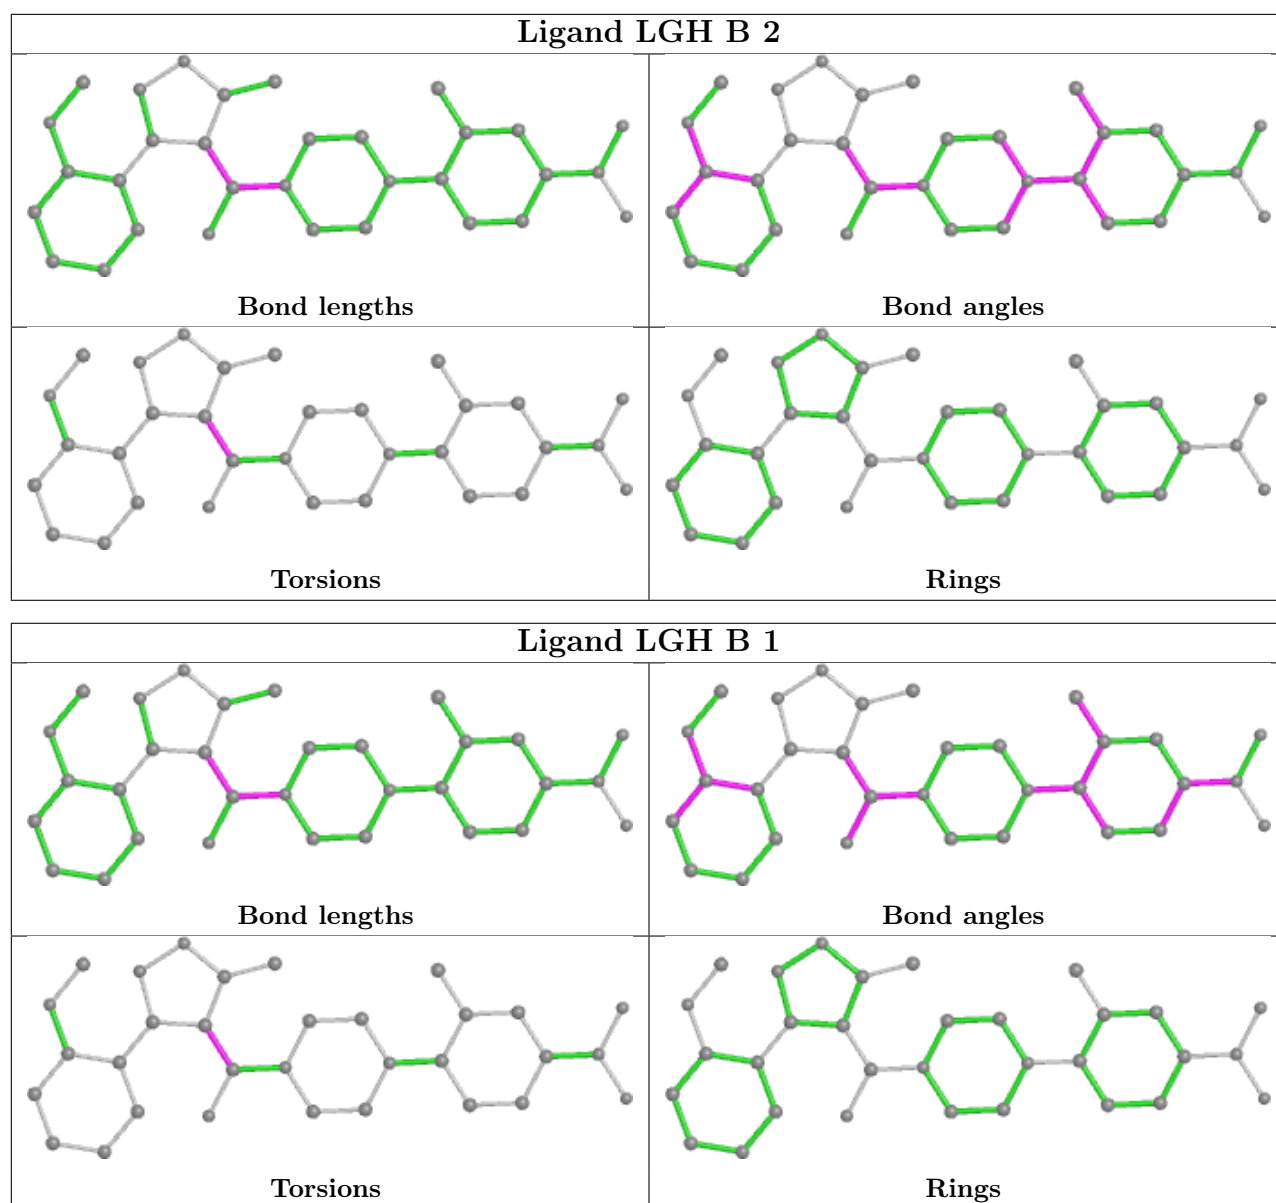 Ligand LGH B 2
Bond lengths
Bond angles
Torsions
Rings
Ligand LGH B 1
Bond lengths
Bond angles
Torsions
Rings